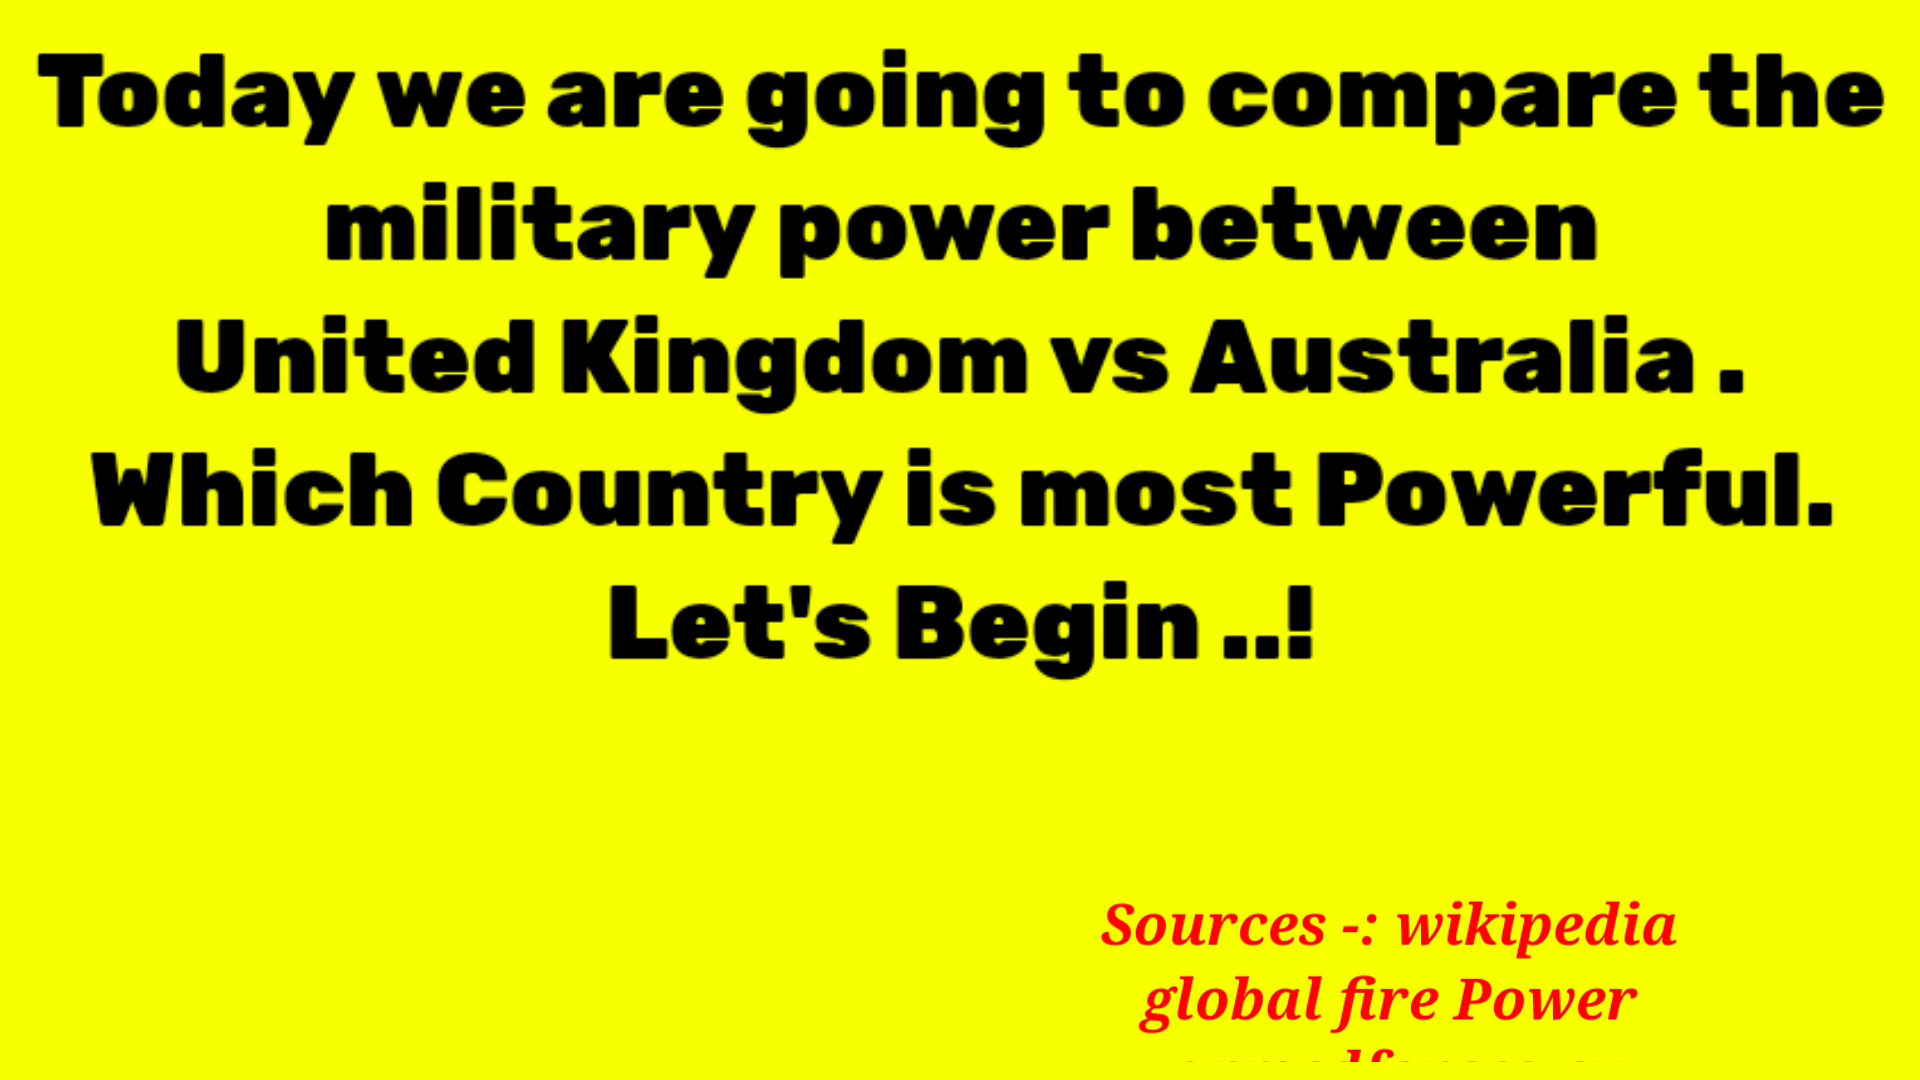 Today we are going to compare the
military power between
United Kingdom vs Australia .
Which Country is most Powerful.
Let's Begin ..!
Sources -: wikipedia
global fire Power